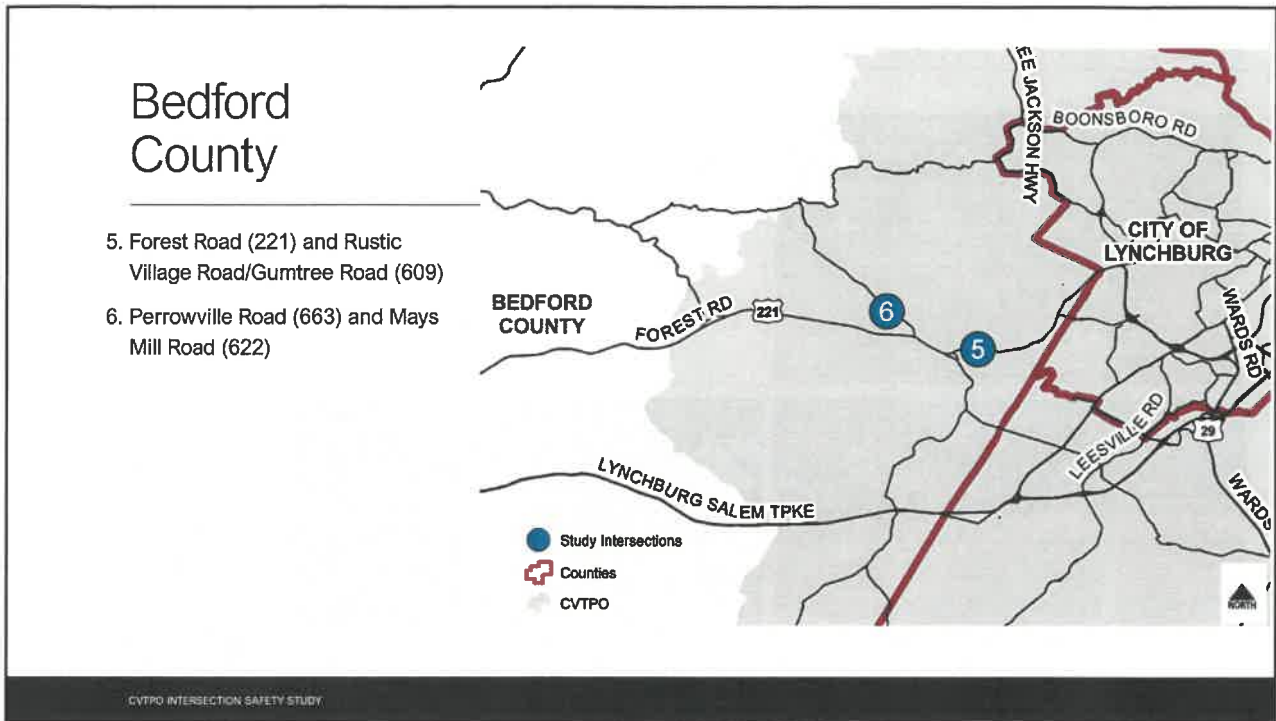 Bedford
County
5. Forest Road (221) and Rustic
Village Road/Gumtree Road (609)
6. Perrowville Road (663) and Mays
Mill Road (622)
EE JACKSON HWY
BOONSBORO RD
CITY OF
LYNCHBURG
BEDFORD
COUNTY
FOREST RD
221
6
5
WARDS RD
LEESVILLE RD
29
LYNCHBURG SALEM TPKE
WARDS
Study Intersections
Counties
CVTPO
NORTH
CVTPO INTERSECTION SAFETY STUDY